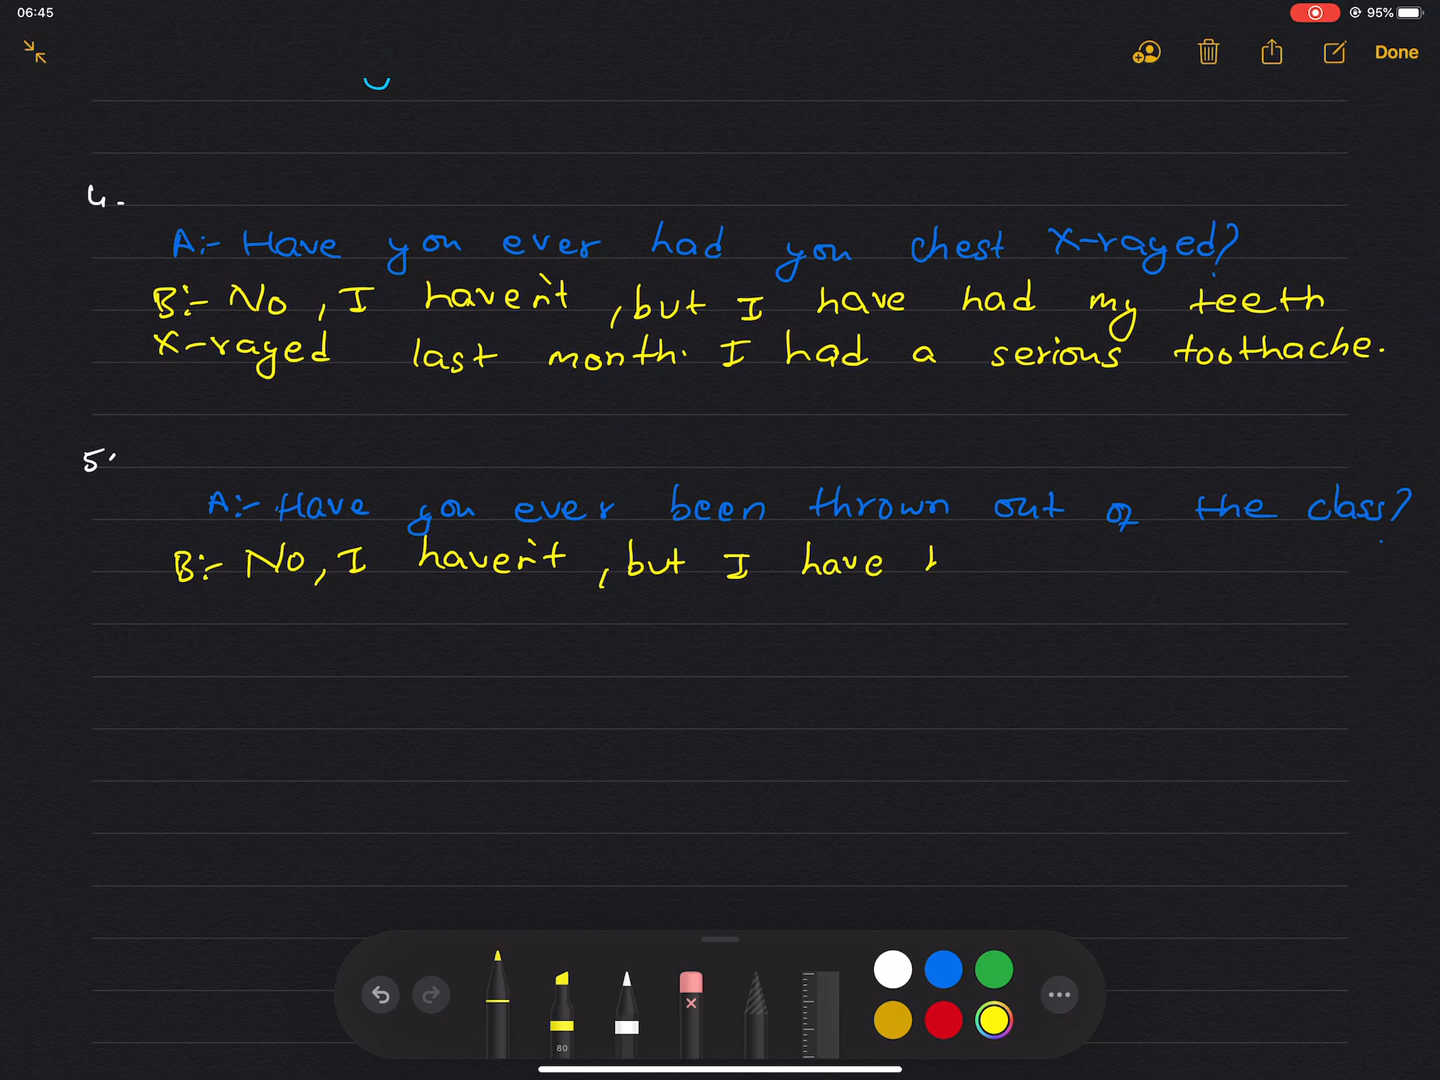 06:45
95%
Done
4.
A:- Have you ever had you chest X-rayed?
B:- No, I haven't, but I have had my teeth
X-rayed last month. I had a serious toothache.
5.
A:- Have you ever been thrown out of the class?
B:- No, I haven't, but I have
80